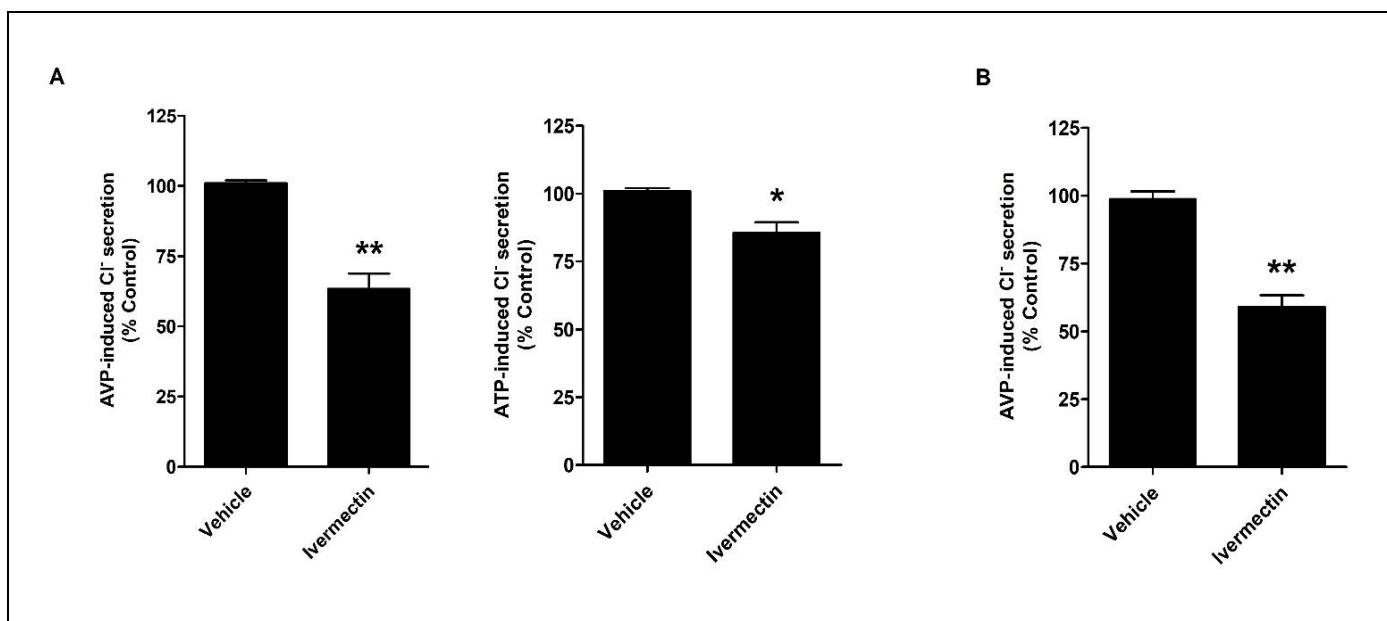 A
AVP-induced Cl⁻ secretion
(% Control)
125
100
75
50
25
0
**
Vehicle
Ivermectin
ATP-induced Cl⁻ secretion
(% Control)
125
100
75
50
25
0
*
Vehicle
Ivermectin
B
AVP-induced Cl⁻ secretion
(% Control)
125
100
75
50
25
0
**
Vehicle
Ivermectin